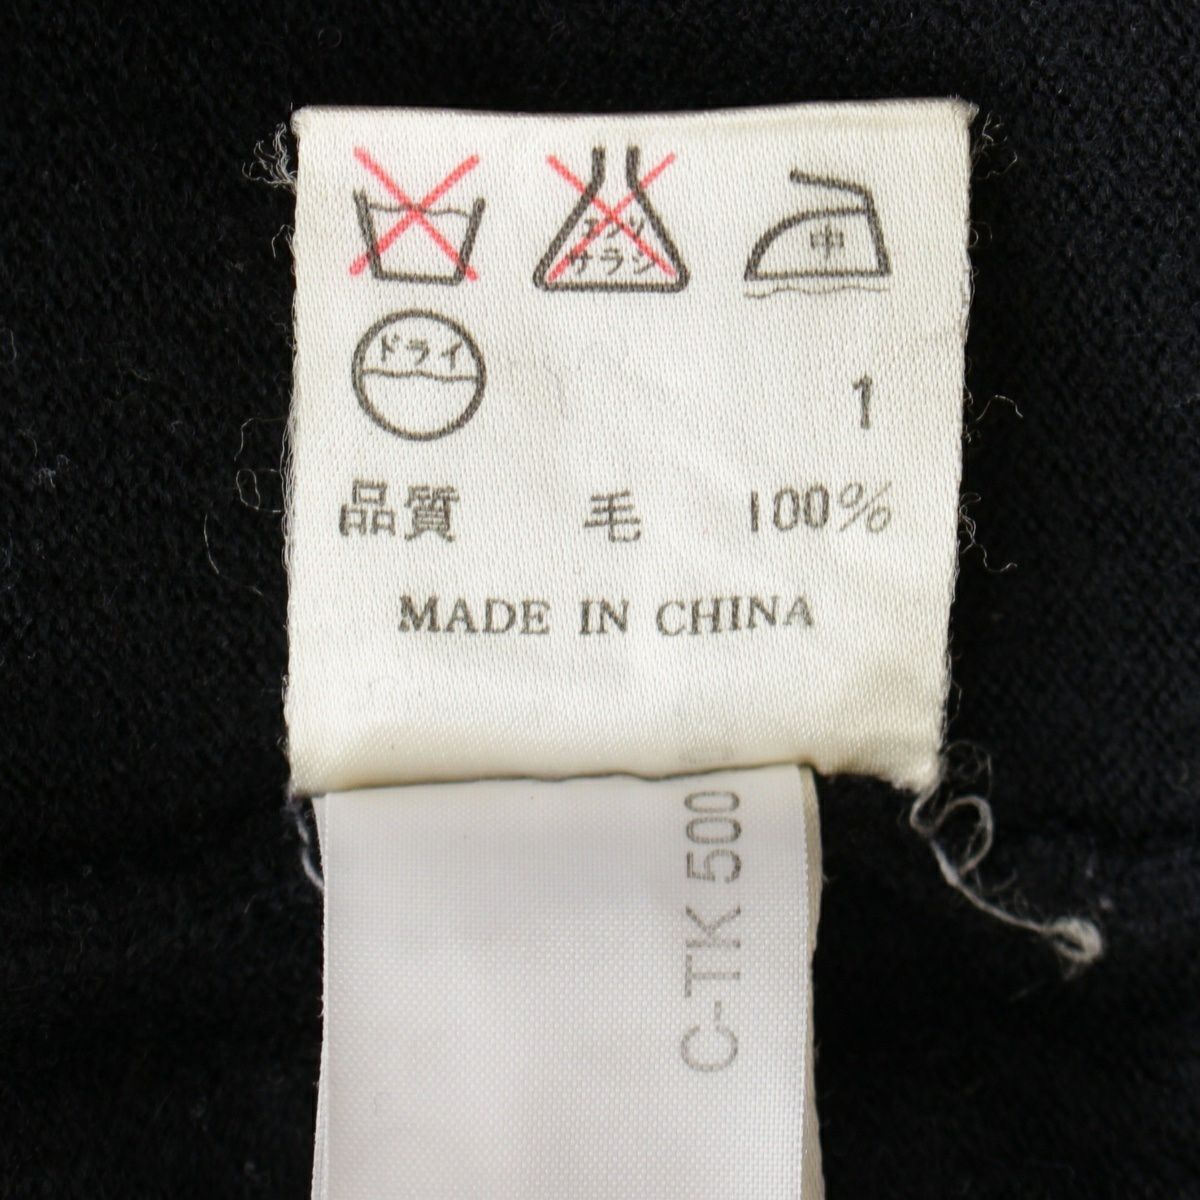 エンソ
サラシ
中
ドライ
1
品質 毛 100%
MADE IN CHINA
C-TK 500